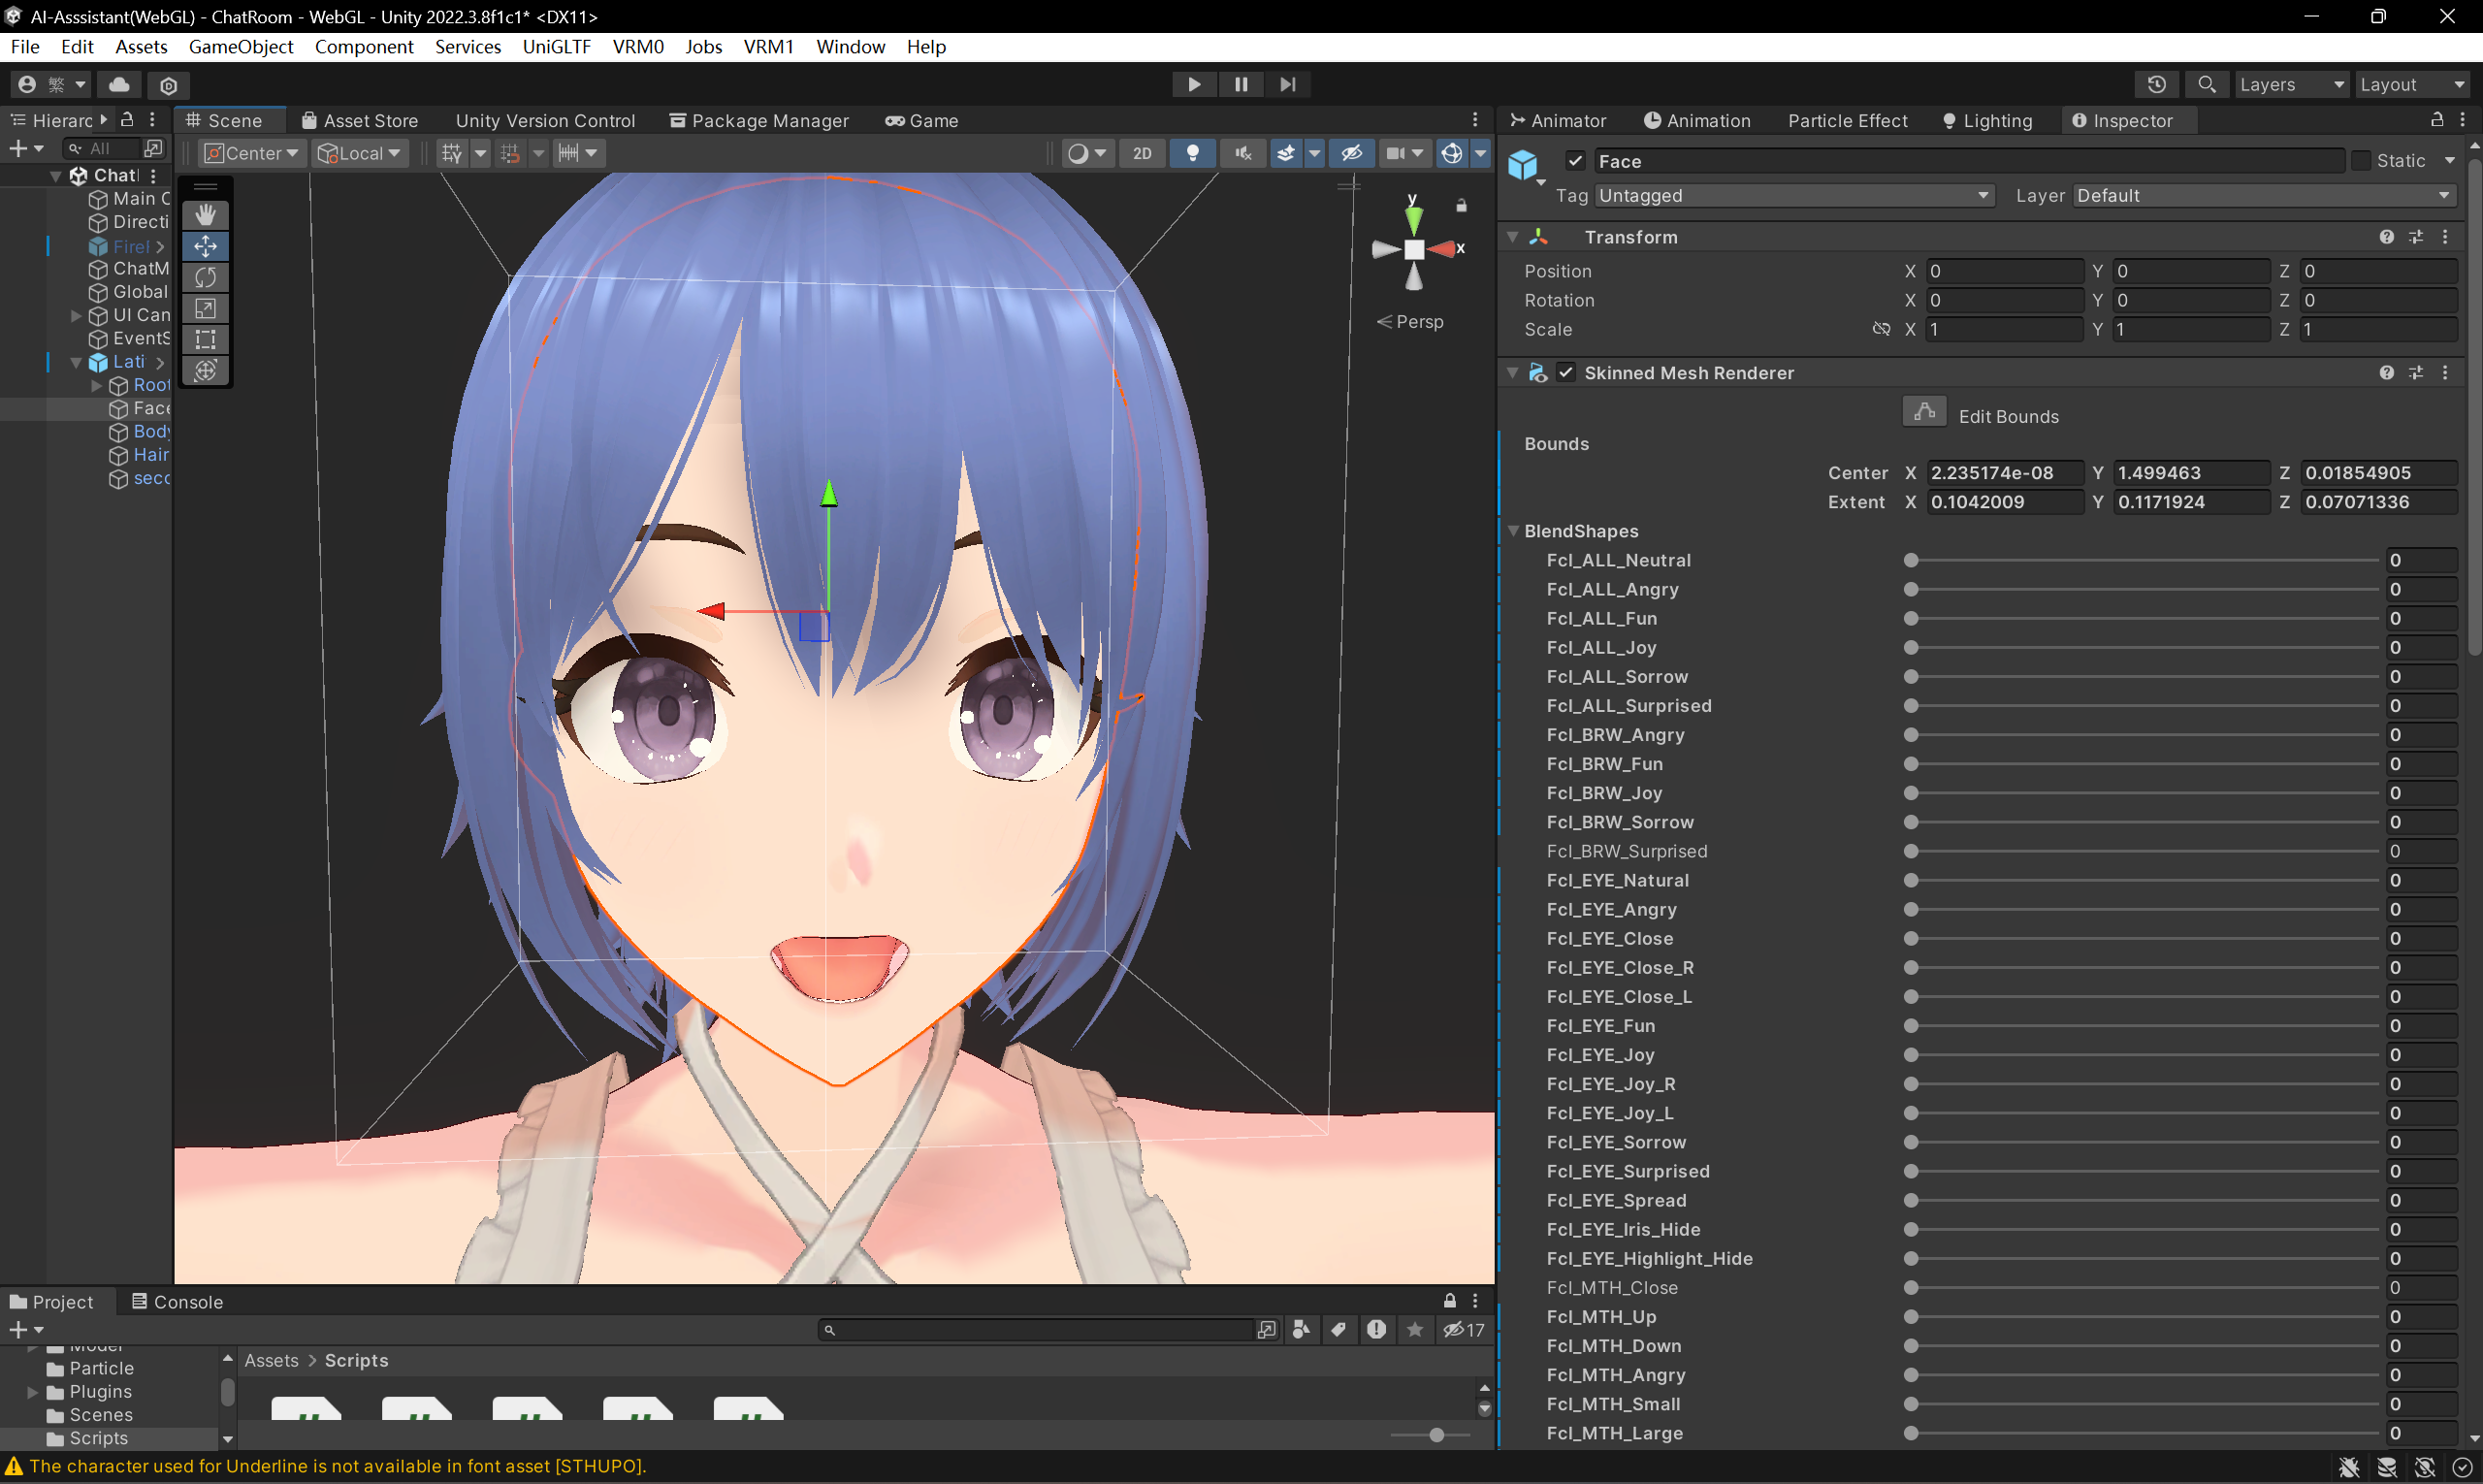 AI-Asssistant(WebGL) - ChatRoom - WebGL - Unity 2022.3.8f1c1* <DX11>
File Edit Assets GameObject Component Services UniGLTF VRM0 Jobs VRM1 Window Help
繁 Layers Layout
Hierarc Scene Asset Store Unity Version Control Package Manager Game
Animator Animation Particle Effect Lighting Inspector
All Center Local 2D
Chatl
Main C
Directi
Firel
ChatM
Global
UI Can
EventS
Lati
Root
Face
Body
Hair
secc
y
x
Persp
Face Static
Tag Untagged Layer Default
Transform
Position X 0 Y 0 Z 0
Rotation X 0 Y 0 Z 0
Scale X 1 Y 1 Z 1
Skinned Mesh Renderer
Edit Bounds
Bounds
Center X 2.235174e-08 Y 1.499463 Z 0.01854905
Extent X 0.1042009 Y 0.1171924 Z 0.07071336
BlendShapes
Fcl_ALL_Neutral 0
Fcl_ALL_Angry 0
Fcl_ALL_Fun 0
Fcl_ALL_Joy 0
Fcl_ALL_Sorrow 0
Fcl_ALL_Surprised 0
Fcl_BRW_Angry 0
Fcl_BRW_Fun 0
Fcl_BRW_Joy 0
Fcl_BRW_Sorrow 0
Fcl_BRW_Surprised 0
Fcl_EYE_Natural 0
Fcl_EYE_Angry 0
Fcl_EYE_Close 0
Fcl_EYE_Close_R 0
Fcl_EYE_Close_L 0
Fcl_EYE_Fun 0
Fcl_EYE_Joy 0
Fcl_EYE_Joy_R 0
Fcl_EYE_Joy_L 0
Fcl_EYE_Sorrow 0
Fcl_EYE_Surprised 0
Fcl_EYE_Spread 0
Fcl_EYE_Iris_Hide 0
Fcl_EYE_Highlight_Hide 0
Fcl_MTH_Close 0
Fcl_MTH_Up 0
Fcl_MTH_Down 0
Fcl_MTH_Angry 0
Fcl_MTH_Small 0
Fcl_MTH_Large 0
Project Console
17
Model
Particle
Plugins
Scenes
Scripts
Assets > Scripts
The character used for Underline is not available in font asset [STHUPO].